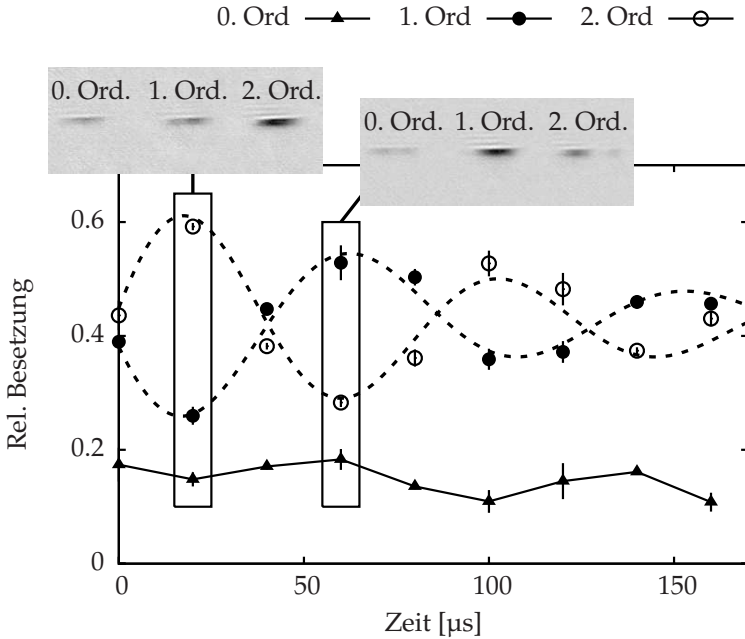 0. Ord 1. Ord 2. Ord
0. Ord. 1. Ord. 2. Ord.
0. Ord. 1. Ord. 2. Ord.
0.6
0.4
0.2
0
Rel. Besetzung
0 50 100 150
Zeit [µs]